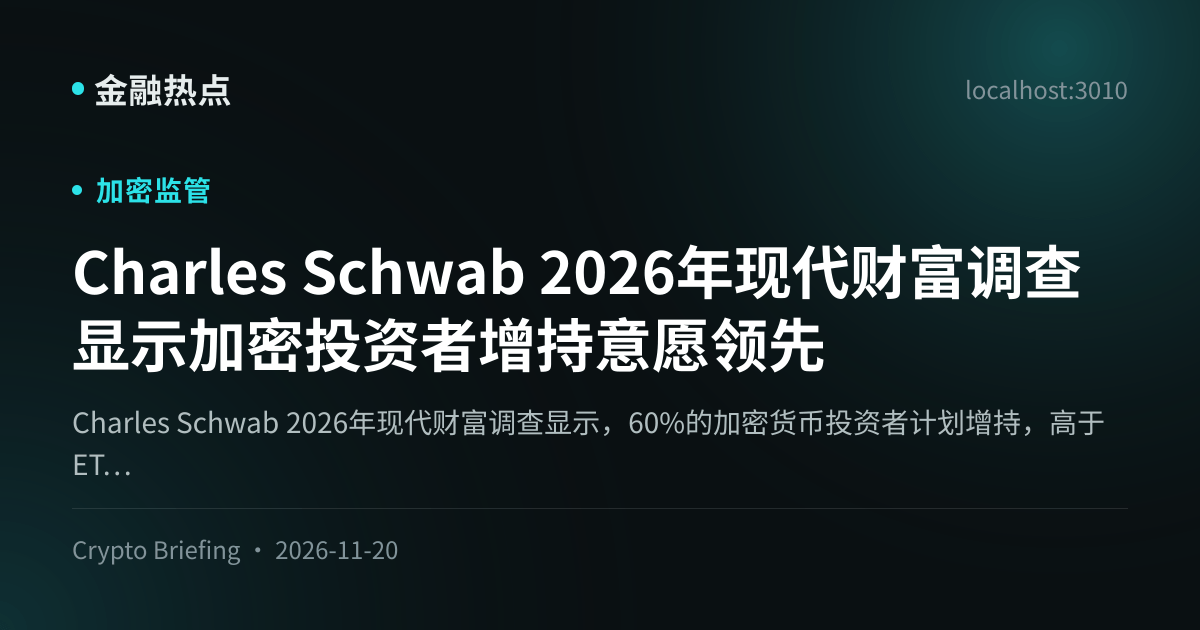 金融热点
localhost:3010
加密监管
Charles Schwab 2026年现代财富调查
显示加密投资者增持意愿领先
Charles Schwab 2026年现代财富调查显示，60%的加密货币投资者计划增持，高于
ET…
Crypto Briefing · 2026-11-20